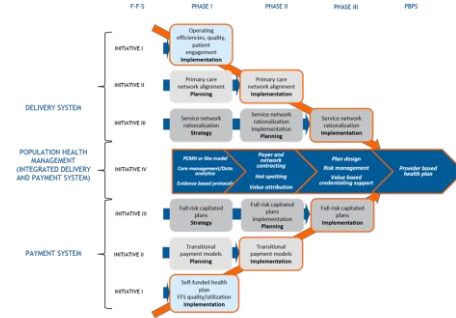 F-F-S PHASE I PHASE II PHASE III PBPS
INITIATIVE I
Operating
efficiencies, quality,
patient
engagement
Implementation
INITIATIVE II
Primary care
network alignment
Planning
Primary care
network alignment
Implementation
DELIVERY SYSTEM
INITIATIVE III
Service network
rationalization
Strategy
Service network
rationalization
implementation
Planning
Service network
rationalization
Implementation
POPULATION HEALTH
MANAGEMENT
(INTEGRATED DELIVERY
AND PAYMENT SYSTEM)
INITIATIVE IV
PCMH or like model
Care management/Data
analytics
Evidence based protocols
Payer and
network
contracting
Hot spotting
Value attribution
Plan design
Risk management
Value based
credentialing support
Provider based
health plan
INITIATIVE III
Full risk capitated
plans
Strategy
Full risk capitated
plans
implementation
Planning
Full risk capitated
plans
Implementation
PAYMENT SYSTEM
INITIATIVE II
Transitional
payment models
Planning
Transitional
payment models
Implementation
INITIATIVE I
Self-funded health
plan
FFS quality/utilization
Implementation